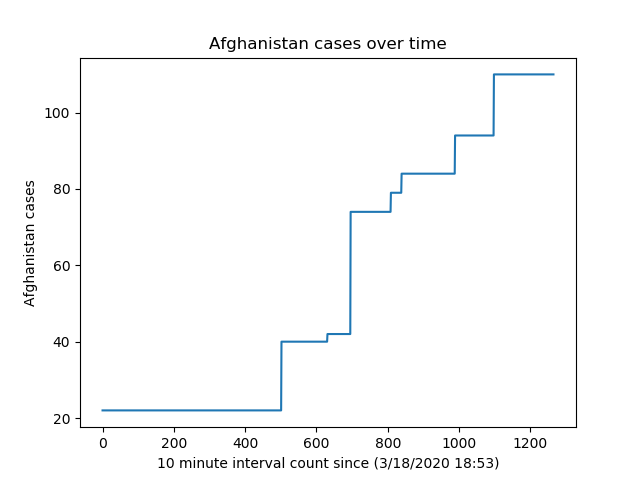 Afghanistan cases over time
Afghanistan cases
100
80
60
40
20
0 200 400 600 800 1000 1200
10 minute interval count since (3/18/2020 18:53)